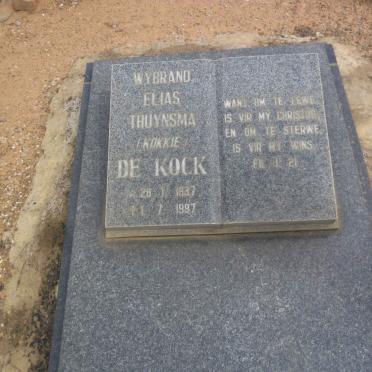 WYBRAND
ELIAS
THUYNSMA
(KOKKIE)
DE KOCK
* 28 1 1937
† 1 7 1997
WANT OM TE LEWE,
IS VIR MY CHRISTUS,
EN OM TE STERWE,
IS VIR MY WINS
FIL 1: 21